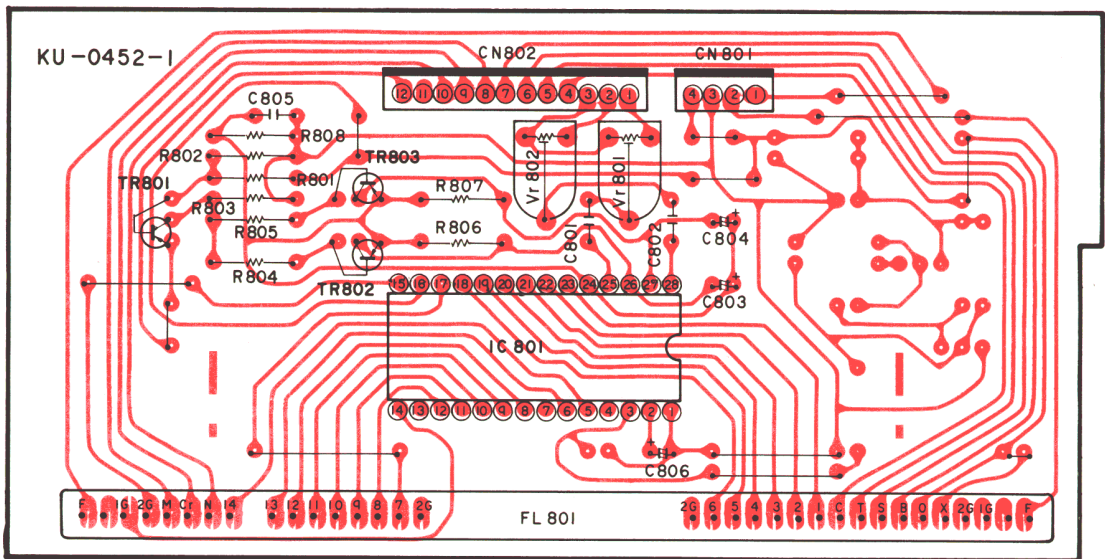 KU-0452-1
CN802
CN801
12 11 10 9 8 7 6 5 4 3 2 1
4 3 2 1
C805
R808
R802
TR803
R801
TR801
R803
R807
R805
R806
R804
TR802
Vr802
Vr801
C801
C802
C804
C803
15 16 17 18 19 20 21 22 23 24 25 26 27 28
IC801
14 13 12 11 10 9 8 7 6 5 4 3 2 1
C806
F 1G 2G M Cr N 14 13 12 11 10 9 8 7 2G
FL801
2G 6 5 4 3 2 1 C T S B O X 2G 1G F